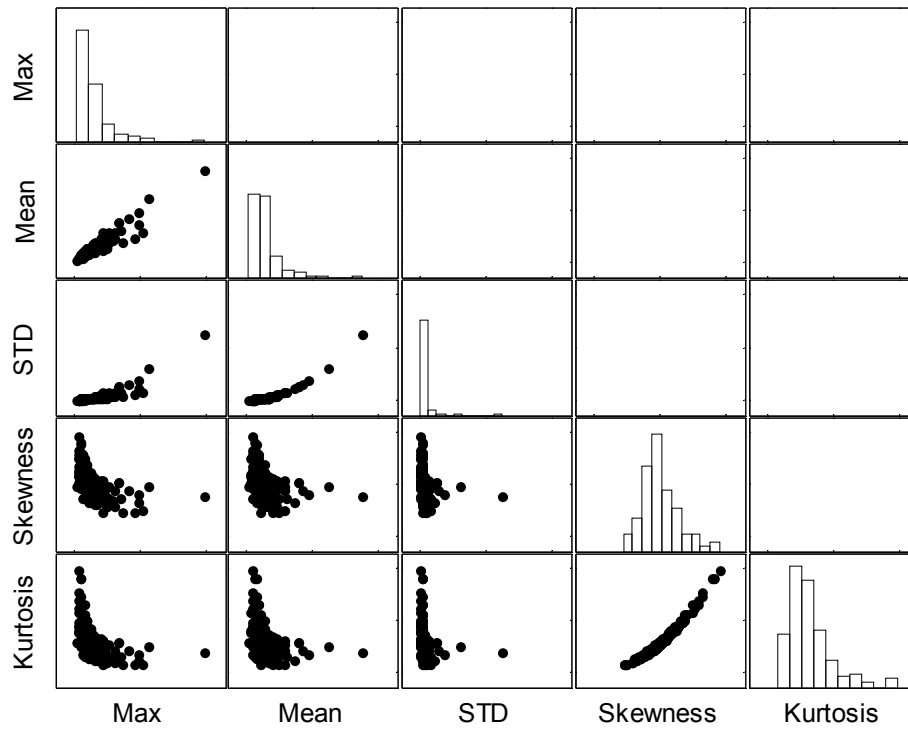 Max
Mean
STD
Skewness
Kurtosis
Max
Mean
STD
Skewness
Kurtosis